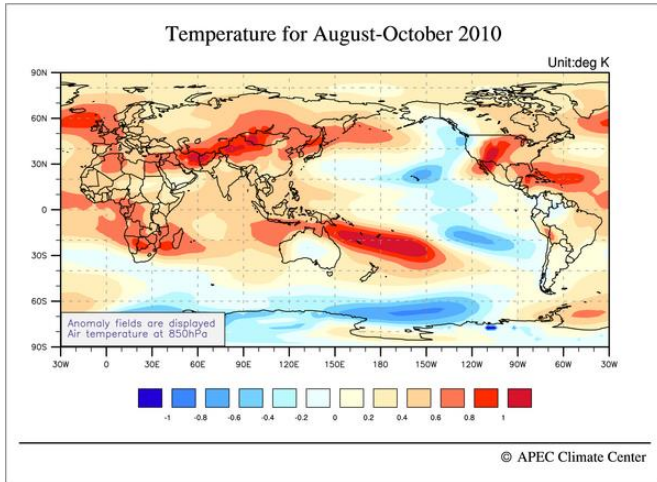 Temperature for August-October 2010
Unit:deg K
90N
60N
30N
0
30S
60S
90S
Anomaly fields are displayed
Air temperature at 850hPa
30W 0 30E 60E 90E 120E 150E 180 150W 120W 90W 60W 30W
-1 -0.8 -0.6 -0.4 -0.2 0 0.2 0.4 0.6 0.8 1
© APEC Climate Center